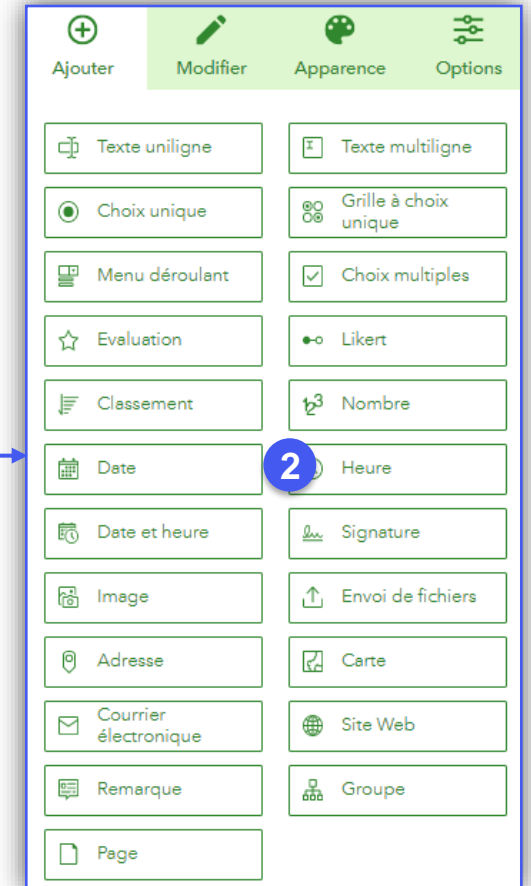 Ajouter Modifier Apparence Options
Texte uniligne Texte multiligne
Choix unique Grille à choix
unique
Menu déroulant Choix multiples
Evaluation Likert
Classement Nombre
Date 2 Heure
Date et heure Signature
Image Envoi de fichiers
Adresse Carte
Courrier
électronique Site Web
Remarque Groupe
Page